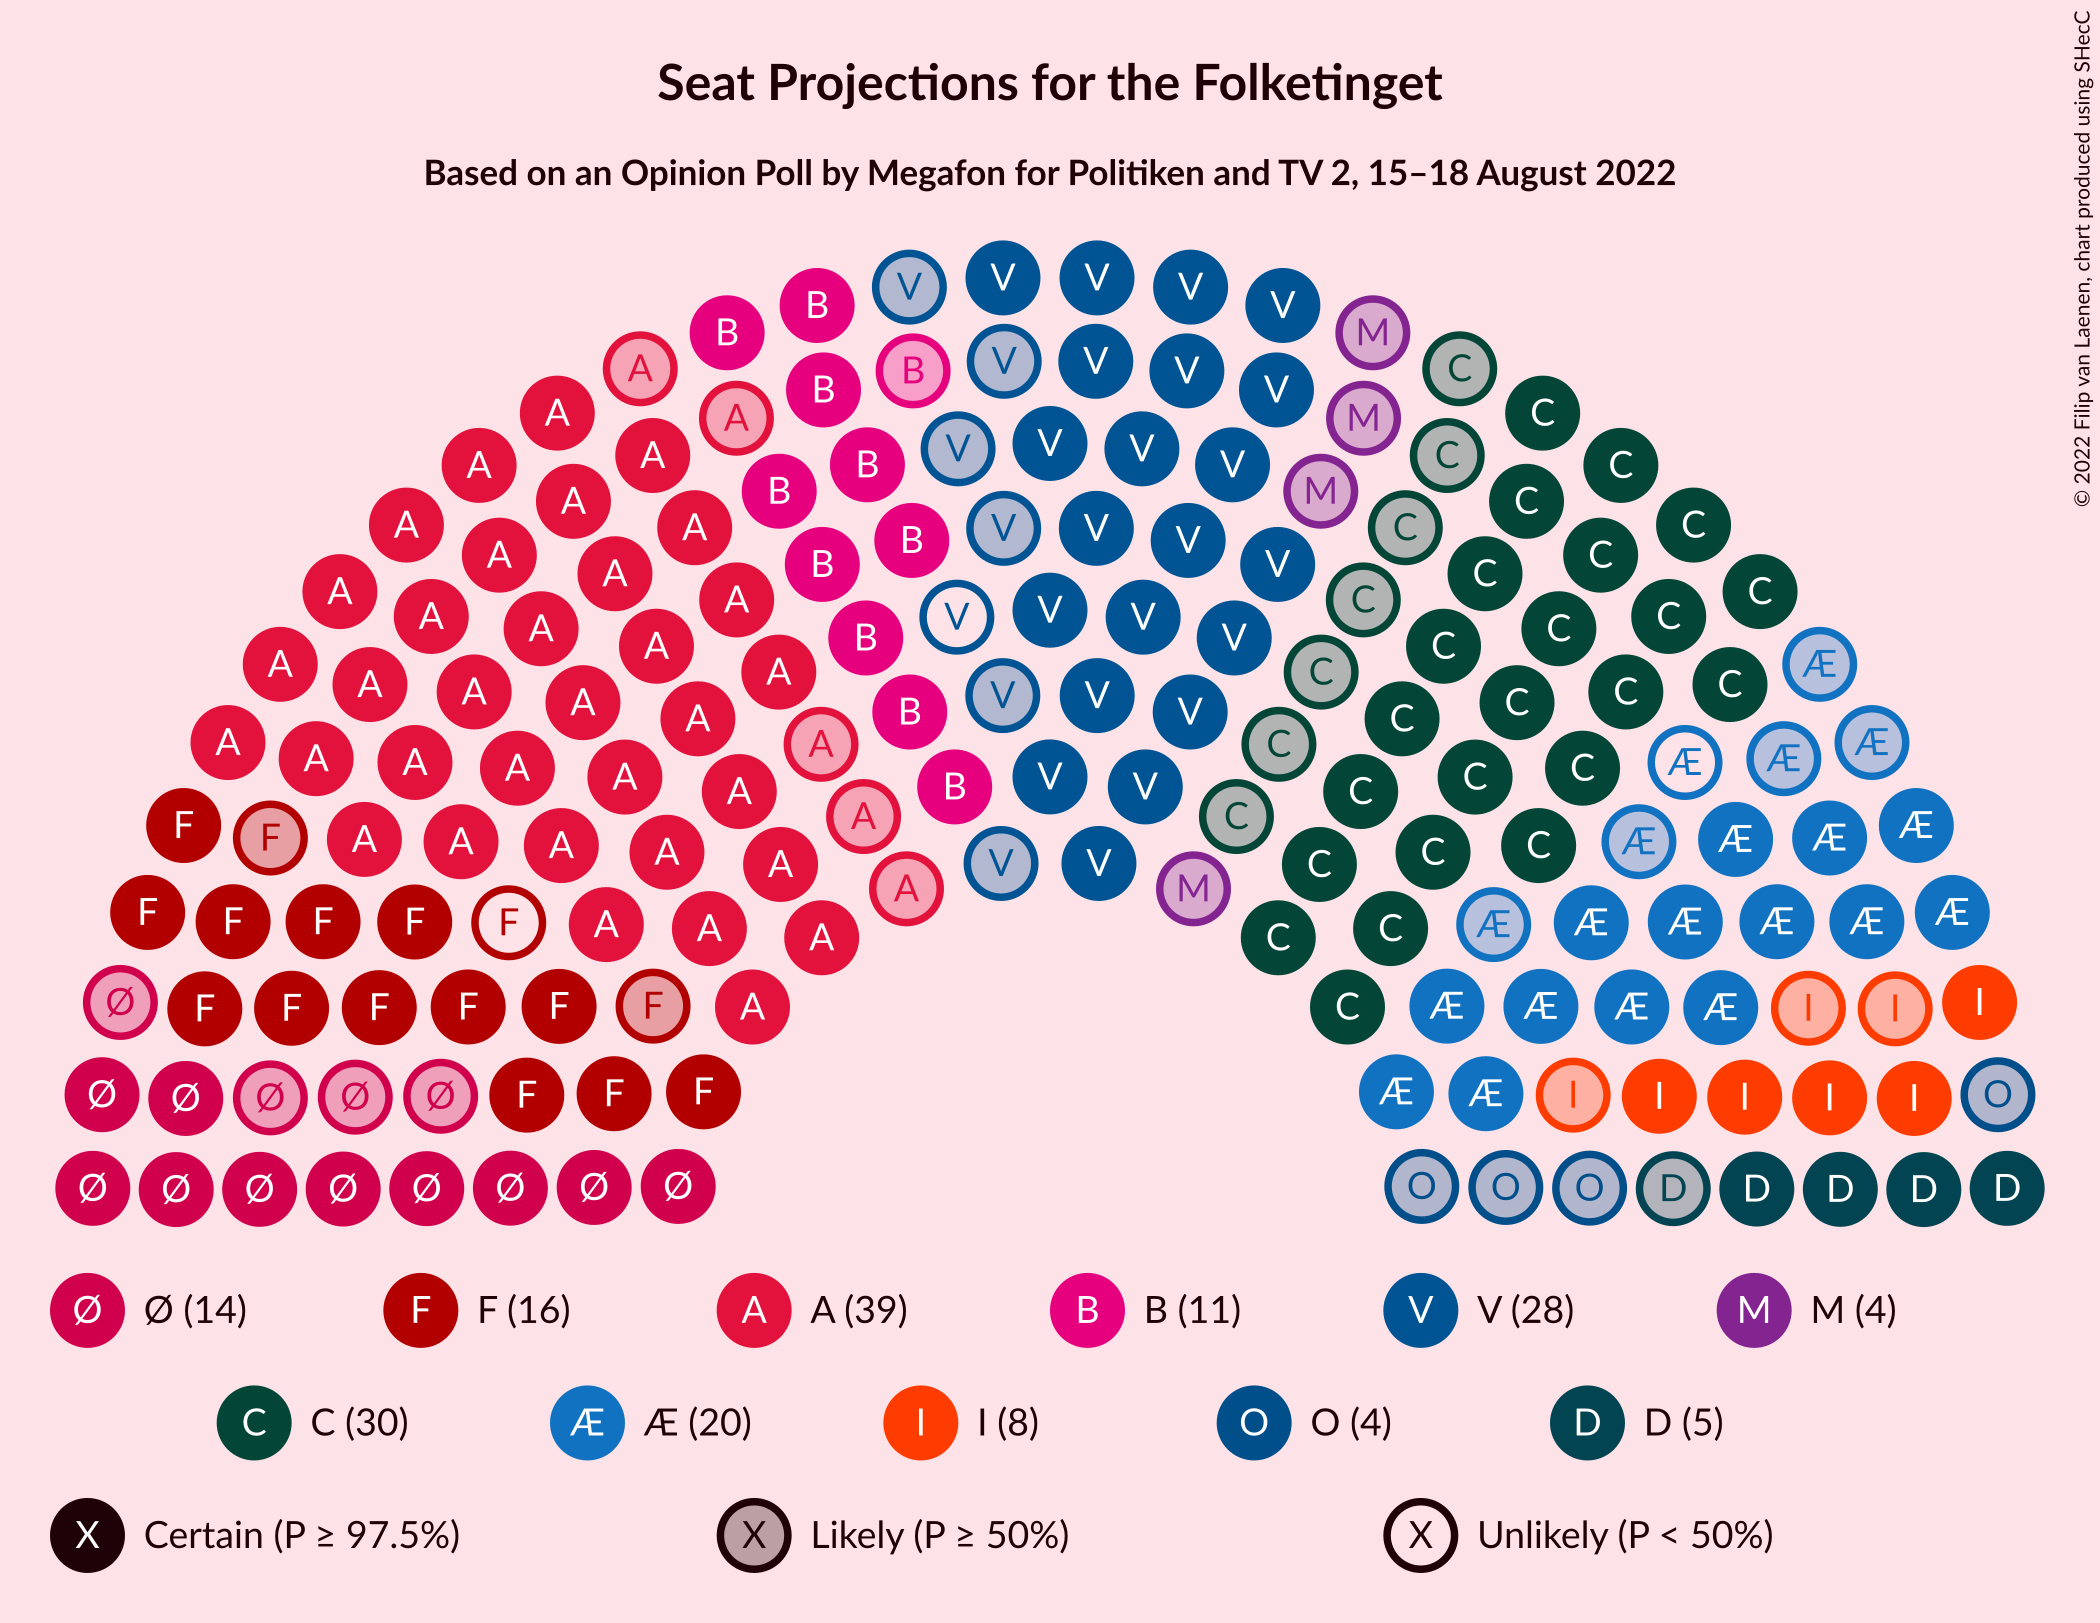 Seat Projections for the Folketinget
Based on an Opinion Poll by Megafon for Politiken and TV 2, 15–18 August 2022
© 2022 Filip van Laenen, chart produced using SHecC
V V V V
B B V M
A V V V V C
B B V M C
A A V V V C C
A A B B V V M C C
A A B V V V C C C
A A A B V V C C C C
A A A B V V V C C C C
A A A A B V V V C C C C Æ
A A A A A B V V V C C C C Æ Æ
A A A A A A B V V C C C Æ Æ Æ
F F A A A A A A V V M C C C Æ Æ Æ Æ
F F F F F A A A C C Æ Æ Æ Æ Æ Æ
Ø F F F F F F A C Æ Æ Æ Æ I I I
Ø Ø Ø Ø Ø F F F Æ Æ I I I I I O
Ø Ø Ø Ø Ø Ø Ø Ø O O O D D D D D
Ø Ø (14) F F (16) A A (39) B B (11) V V (28) M M (4)
C C (30) Æ Æ (20) I I (8) O O (4) D D (5)
X Certain (P ≥ 97.5%) X Likely (P ≥ 50%) X Unlikely (P < 50%)